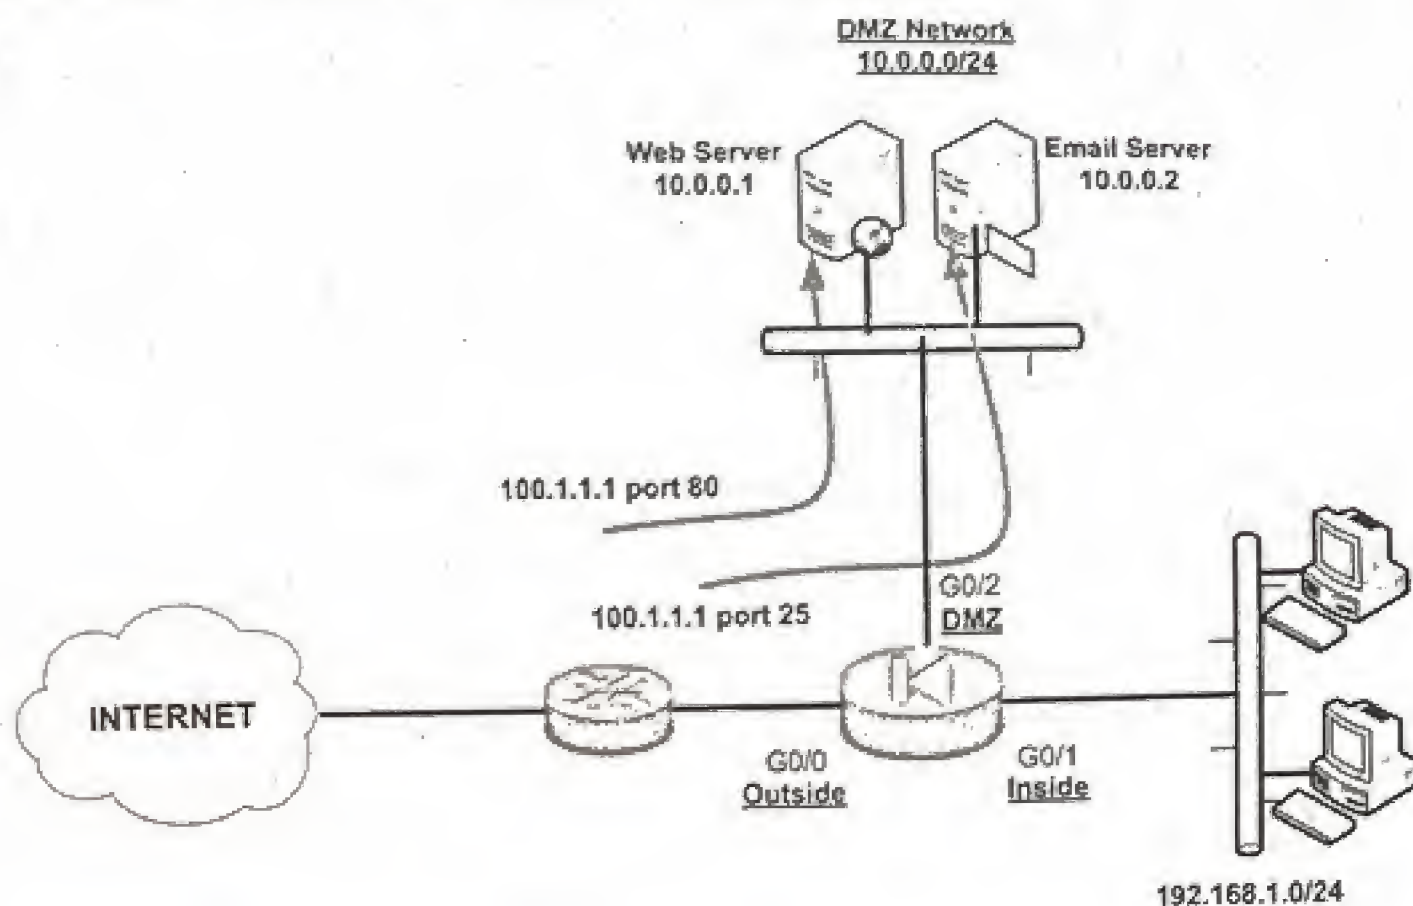 DMZ Network
10.0.0.0/24
Web Server
10.0.0.1
Email Server
10.0.0.2
100.1.1.1 port 80
100.1.1.1 port 25
G0/2
DMZ
INTERNET
G0/0
Outside
G0/1
Inside
192.168.1.0/24